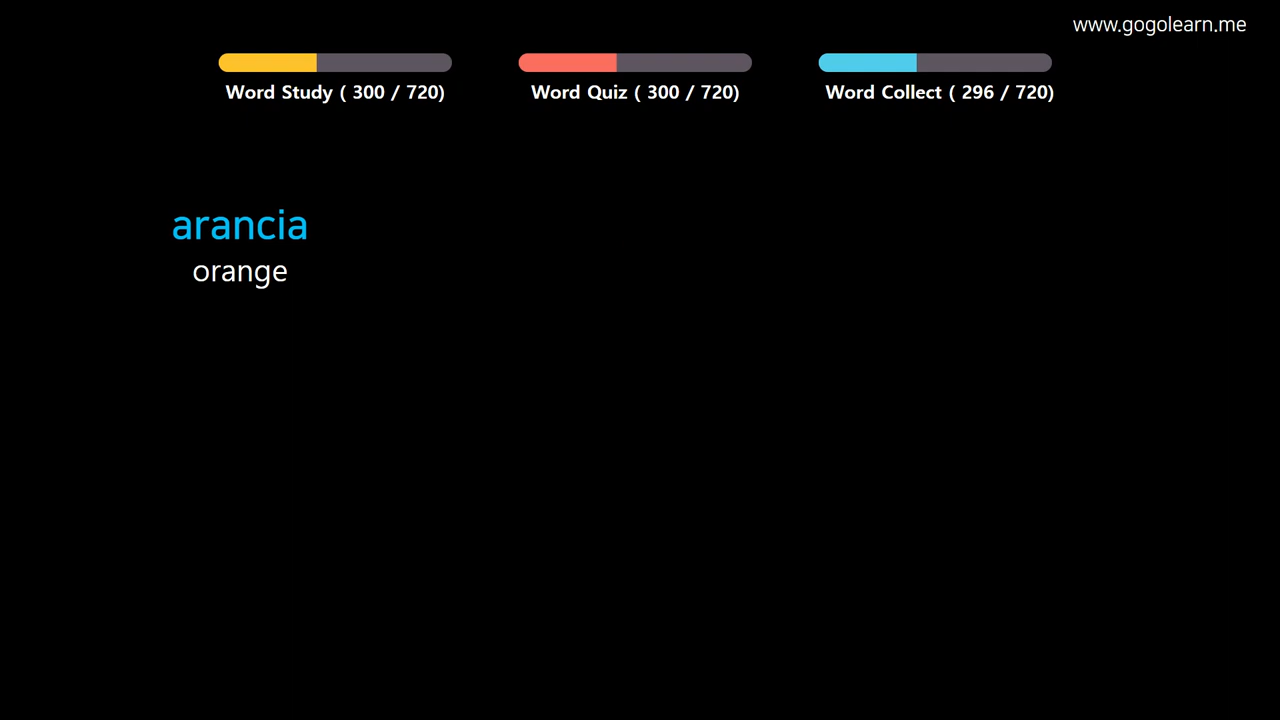 www.gogolearn.me
Word Study ( 300 / 720)
Word Quiz ( 300 / 720)
Word Collect ( 296 / 720)
arancia
orange